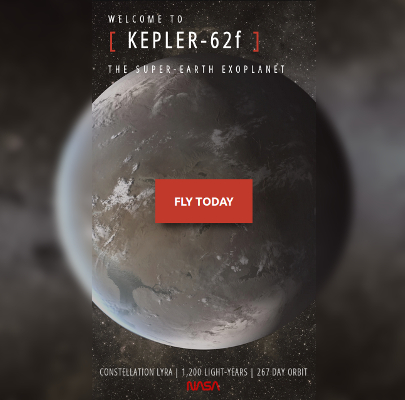 WELCOME TO
[ KEPLER-62f ]
THE SUPER-EARTH EXOPLANET
FLY TODAY
CONSTELLATION LYRA | 1,200 LIGHT-YEARS | 267 DAY ORBIT
NASA